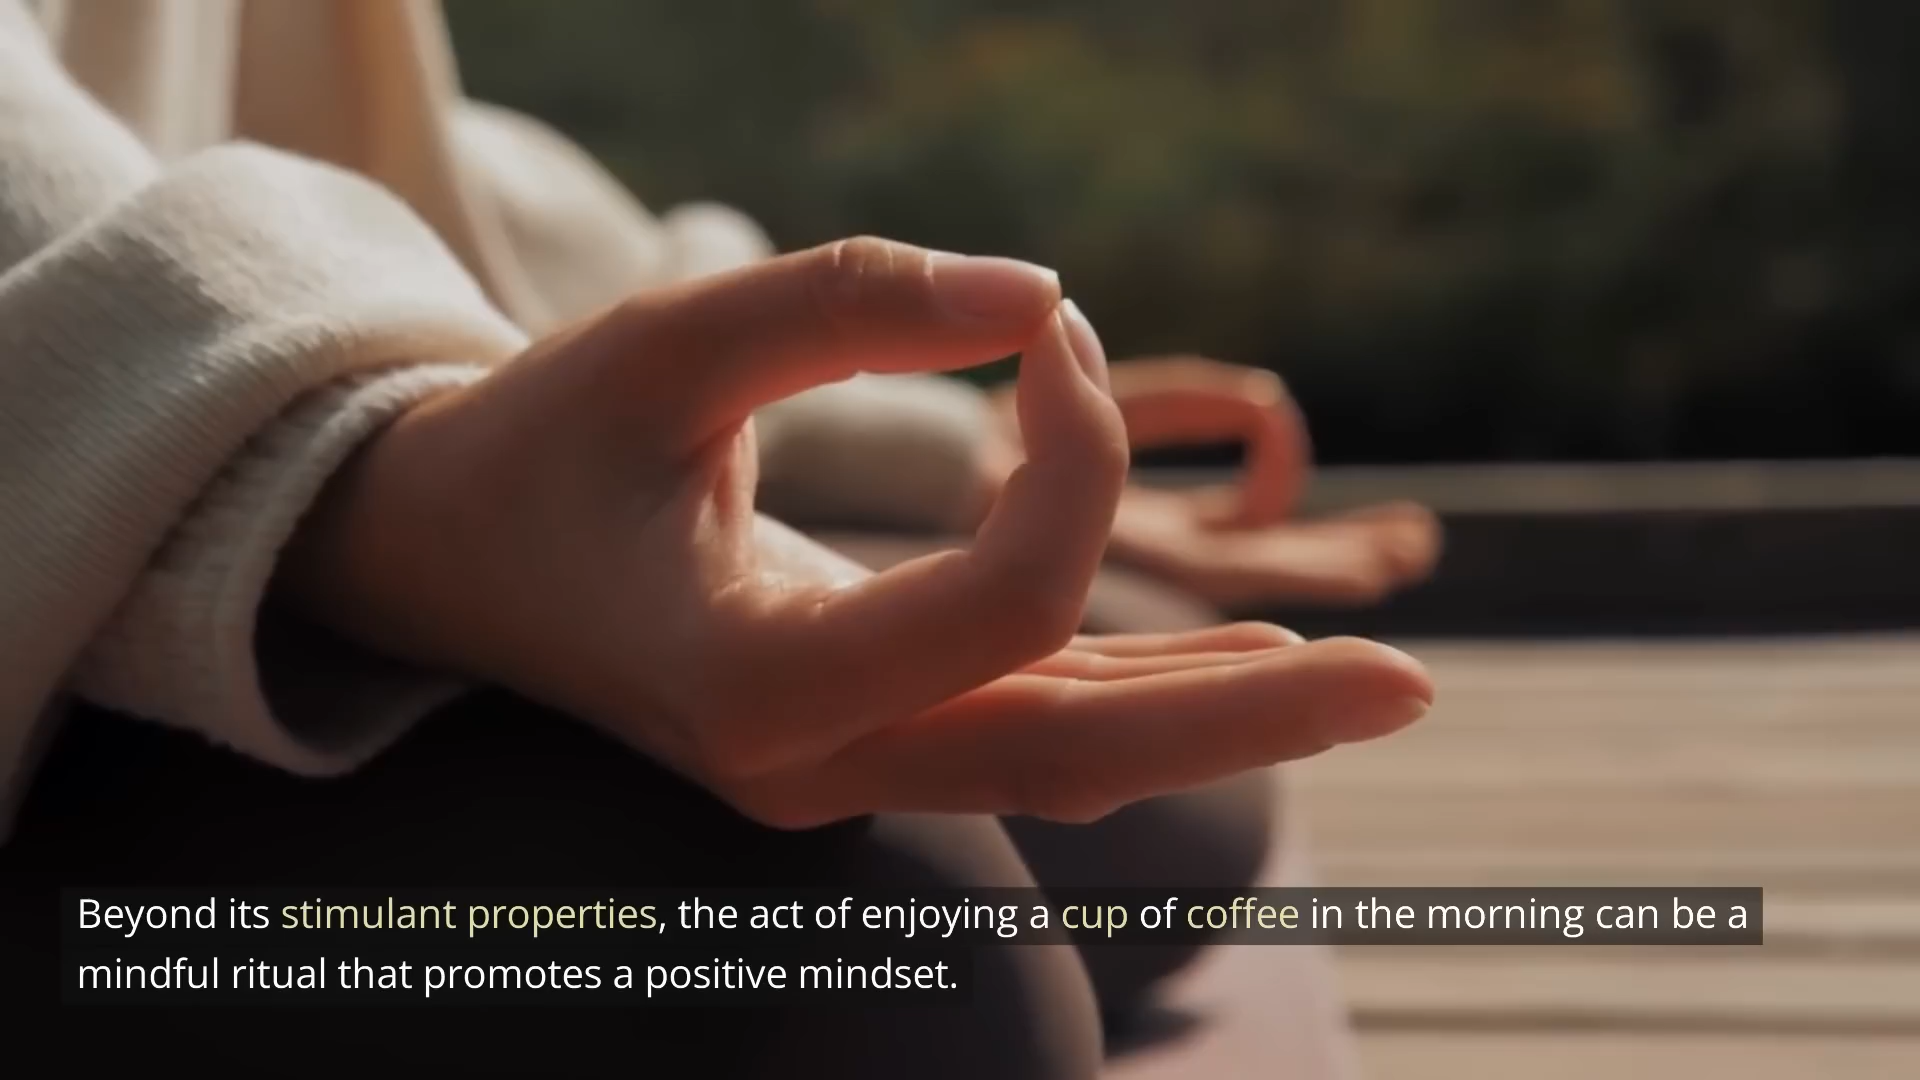 Beyond its stimulant properties, the act of enjoying a cup of coffee in the morning can be a
mindful ritual that promotes a positive mindset.